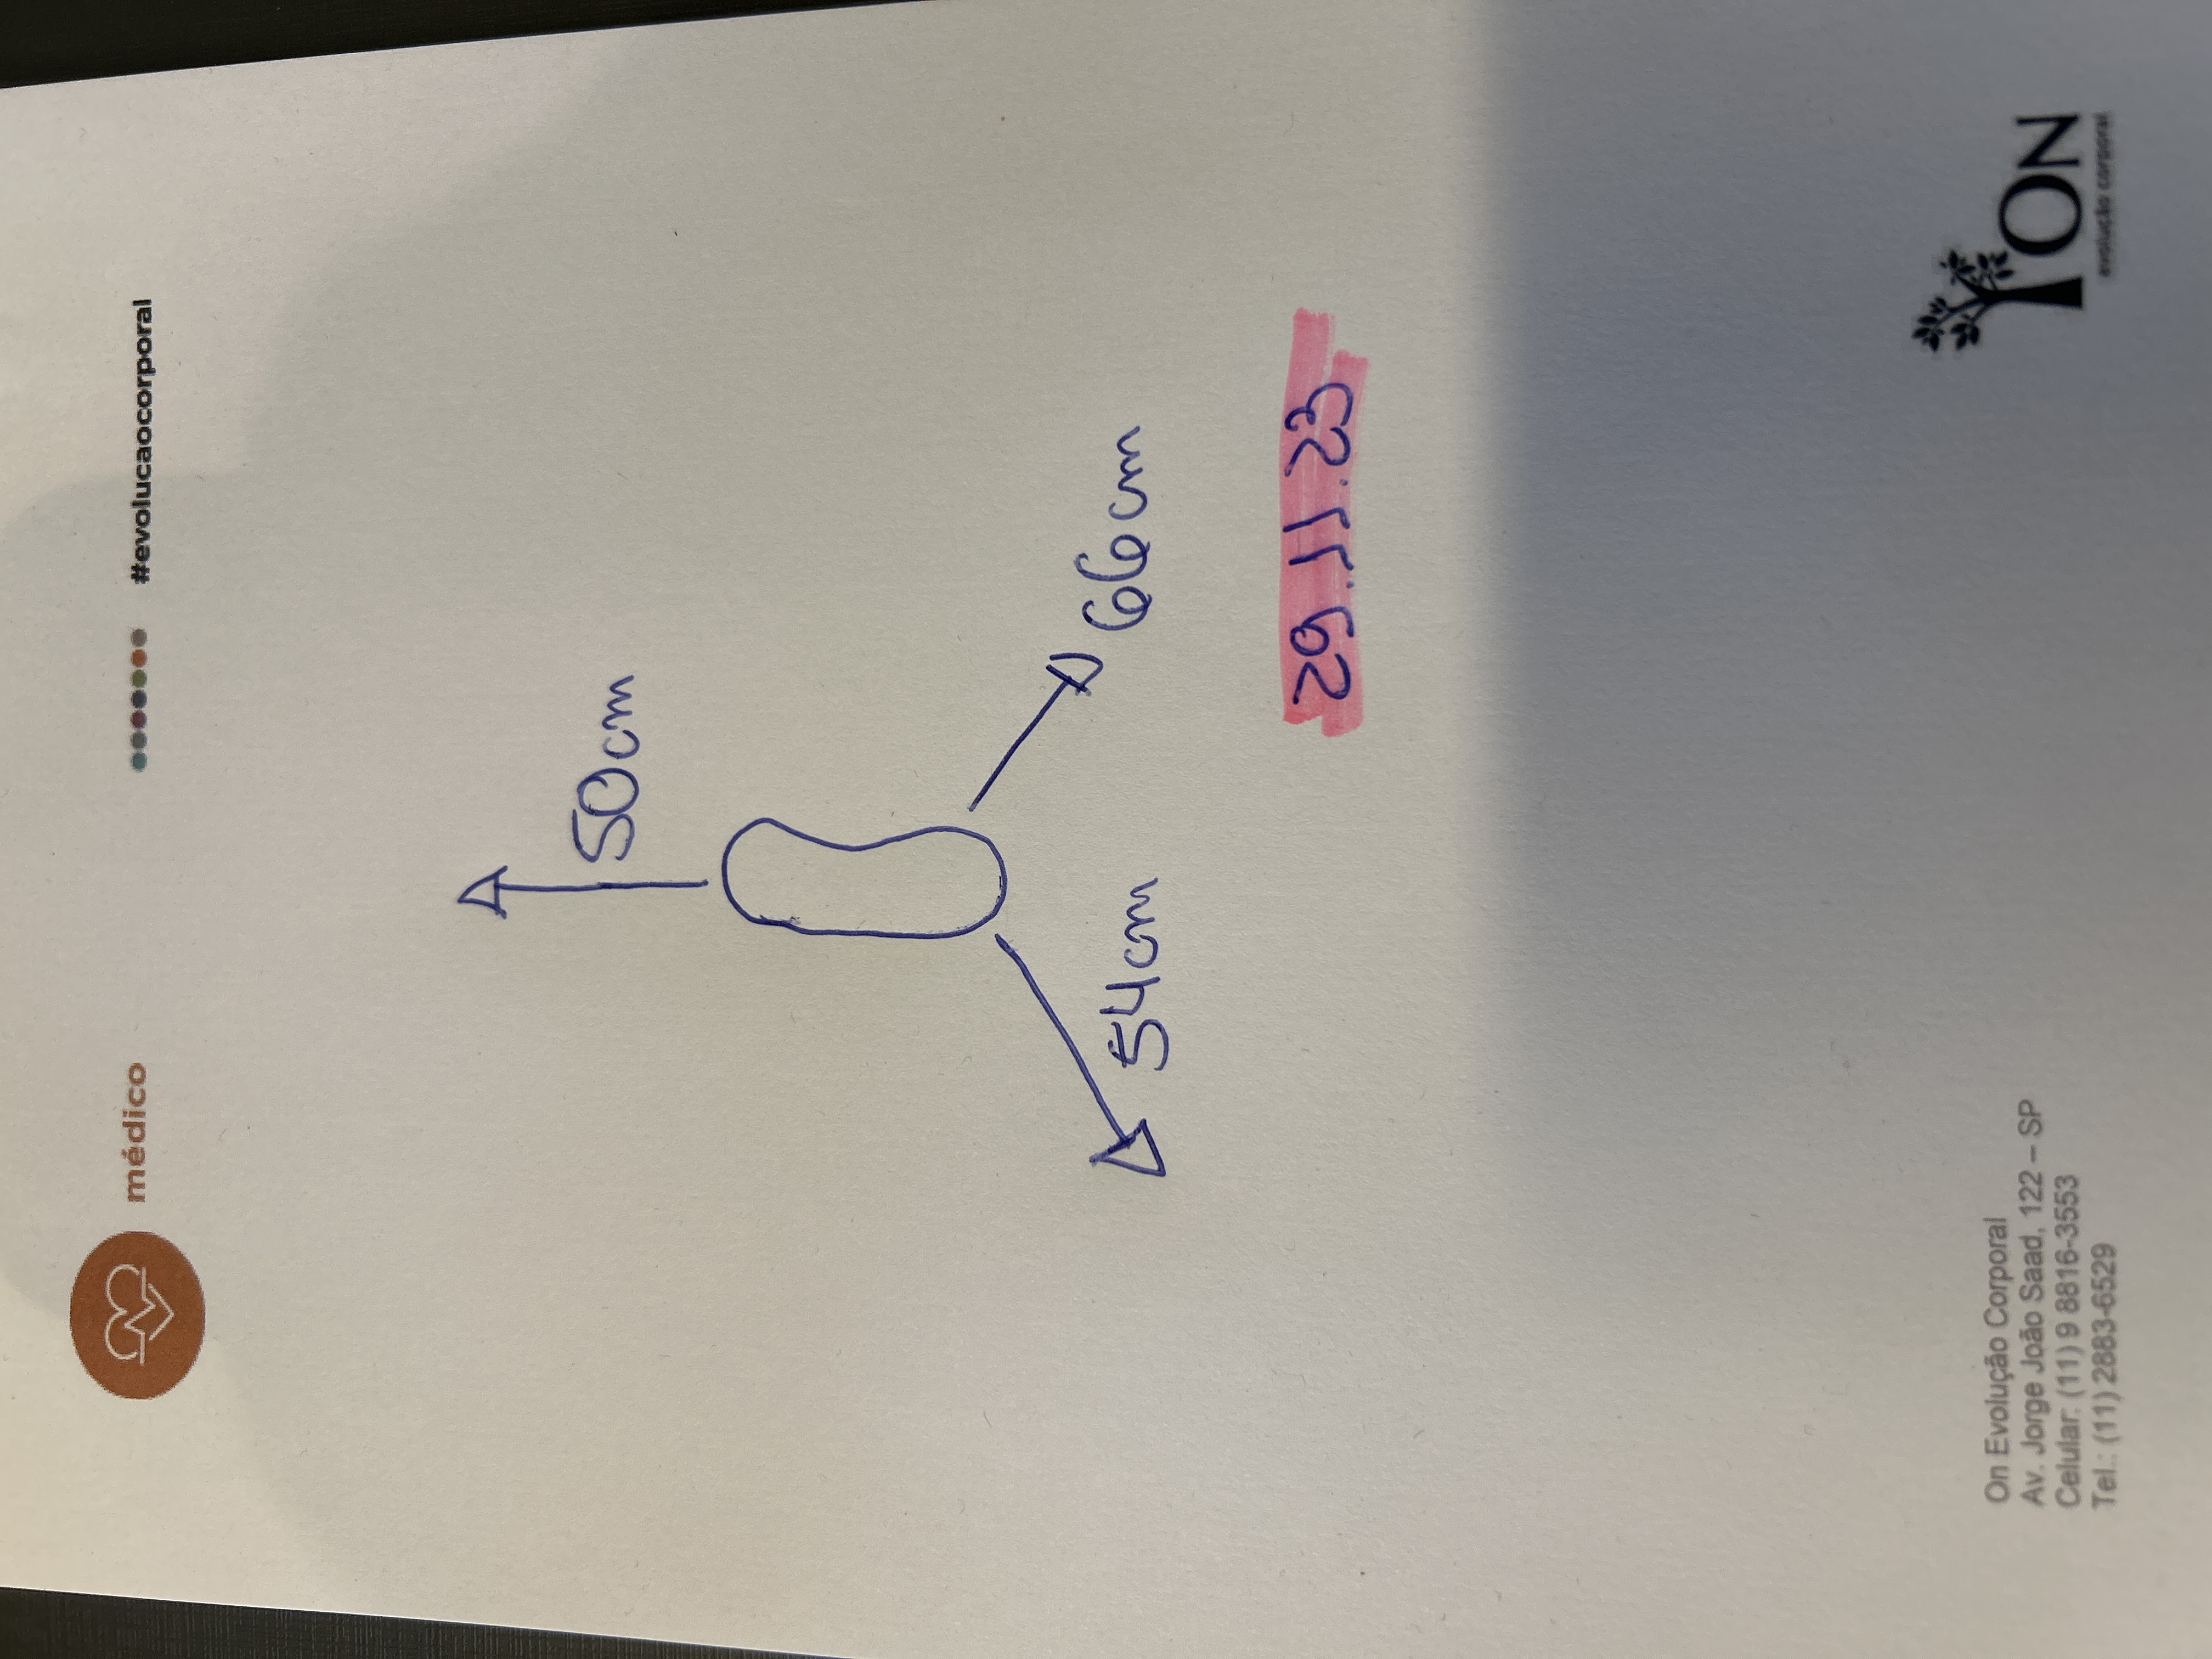 médico
#evolucaocorporal
50cm
54cm
66cm
29.11.23
On Evolução Corporal
Av. Jorge João Saad, 122 – SP
Celular: (11) 9 8816-3553
Tel.: (11) 2883-6529
ON
evolução corporal